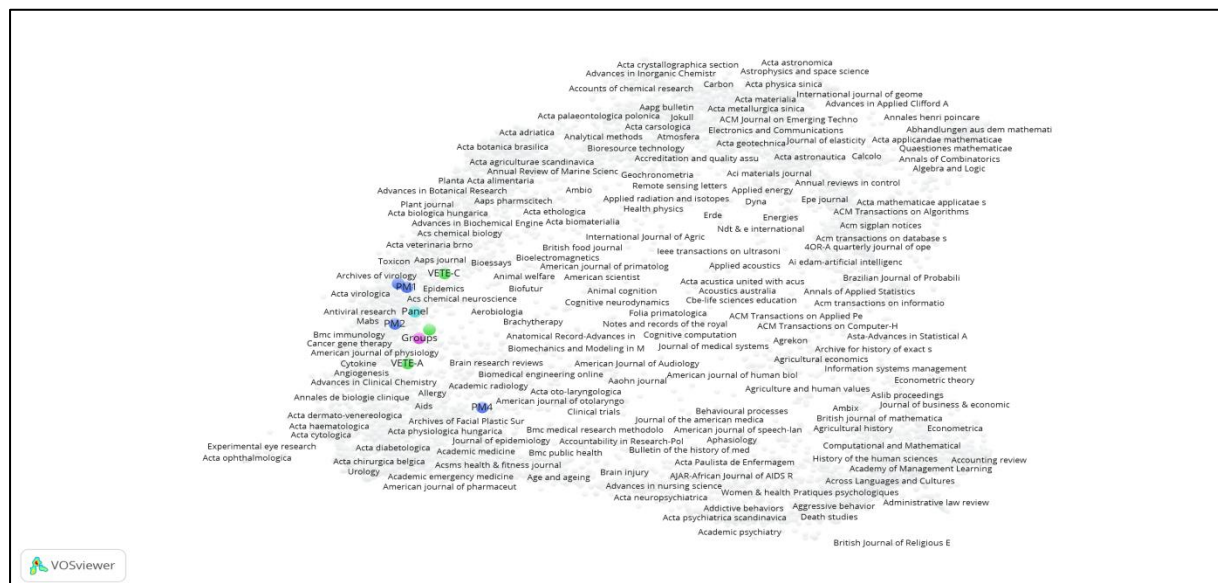 Acta crystallographica section
Acta astronomica
Advances in Inorganic Chemistr
Astrophysics and space science
Accounts of chemical research
Carbon
Acta physica sinica
International journal of geome
Acta materialia
Advances in Applied Clifford A
Aapg bulletin
Acta metallurgica sinica
Acta palaeontologica polonica
Jokull
ACM Journal on Emerging Techno
Annales henri poincare
Acta carsologica
Electronics and Communications
Abhandlungen aus dem mathemati
Acta adriatica
Analytical methods
Atmosfera
Acta geotechnica
Journal of elasticity
Acta applicandae mathematicae
Acta botanica brasilica
Bioresource technology
Quaestiones mathematicae
Acta agriculturae scandinavica
Accreditation and quality assu
Acta astronautica
Calcolo
Annals of Combinatorics
Annual Review of Marine Scienc
Geochronometria
Aci materials journal
Algebra and Logic
Planta
Acta alimentaria
Remote sensing letters
Annual reviews in control
Advances in Botanical Research
Ambio
Applied energy
Plant journal
Aaps pharmscitech
Applied radiation and isotopes
Dyna
Epe journal
Acta mathematicae applicatae s
Acta biologica hungarica
Acta ethologica
Health physics
Erde
Energies
ACM Transactions on Algorithms
Advances in Biochemical Engine
Acta biomaterialia
Ndt & e international
Acm sigplan notices
Acs chemical biology
International Journal of Agric
Acm transactions on database s
Acta veterinaria brno
British food journal
Ieee transactions on ultrasoni
4OR-A quarterly journal of ope
Toxicon
Aaps journal
Bioessays
Bioelectromagnetics
American journal of primatolog
Applied acoustics
Ai edam-artificial intelligenc
Archives of virology
VETE-C
Animal welfare
American scientist
Brazilian Journal of Probabili
PM1
Epidemics
Biofutur
Animal cognition
Acta acustica united with acus
Acoustics australia
Annals of Applied Statistics
Acta virologica
Acs chemical neuroscience
Cognitive neurodynamics
Cbe-life sciences education
Acm transactions on informatio
Antiviral research
Panel
Aerobiologia
Folia primatologica
ACM Transactions on Applied Pe
Mabs
PM2
Brachytherapy
Notes and records of the royal
ACM Transactions on Computer-H
Bmc immunology
Groups
Anatomical Record-Advances in
Cognitive computation
Agrekon
Asta-Advances in Statistical A
Cancer gene therapy
Biomechanics and Modeling in M
Journal of medical systems
Archive for history of exact s
American journal of physiology
Agricultural economics
Cytokine
VETE-A
Brain research reviews
American Journal of Audiology
Information systems management
Angiogenesis
Biomedical engineering online
Aaohn journal
American journal of human biol
Econometric theory
Advances in Clinical Chemistry
Academic radiology
Agriculture and human values
Annales de biologie clinique
Allergy
Acta oto-laryngologica
Aslib proceedings
Aids
PM4
American journal of otolaryngo
Behavioural processes
Ambix
Journal of business & economic
Clinical trials
Acta dermato-venereologica
Archives of Facial Plastic Sur
Journal of the american medica
British journal of mathematica
Acta haematologica
Acta physiologica hungarica
Bmc medical research methodolo
American journal of speech-lan
Agricultural history
Econometrica
Acta cytologica
Journal of epidemiology
Accountability in Research-Pol
Aphasiology
Experimental eye research
Acta diabetologica
Academic medicine
Bmc public health
Bulletin of the history of med
Computational and Mathematical
Acta ophthalmologica
Acta chirurgica belgica
Acsms health & fitness journal
Acta Paulista de Enfermagem
History of the human sciences
Accounting review
Urology
Academic emergency medicine
Age and ageing
Brain injury
AJAR-African Journal of AIDS R
Academy of Management Learning
American journal of pharmaceut
Advances in nursing science
Across Languages and Cultures
Acta neuropsychiatrica
Women & health
Pratiques psychologiques
Addictive behaviors
Aggressive behavior
Administrative law review
Acta psychiatrica scandinavica
Death studies
Academic psychiatry
British Journal of Religious E
VOSviewer